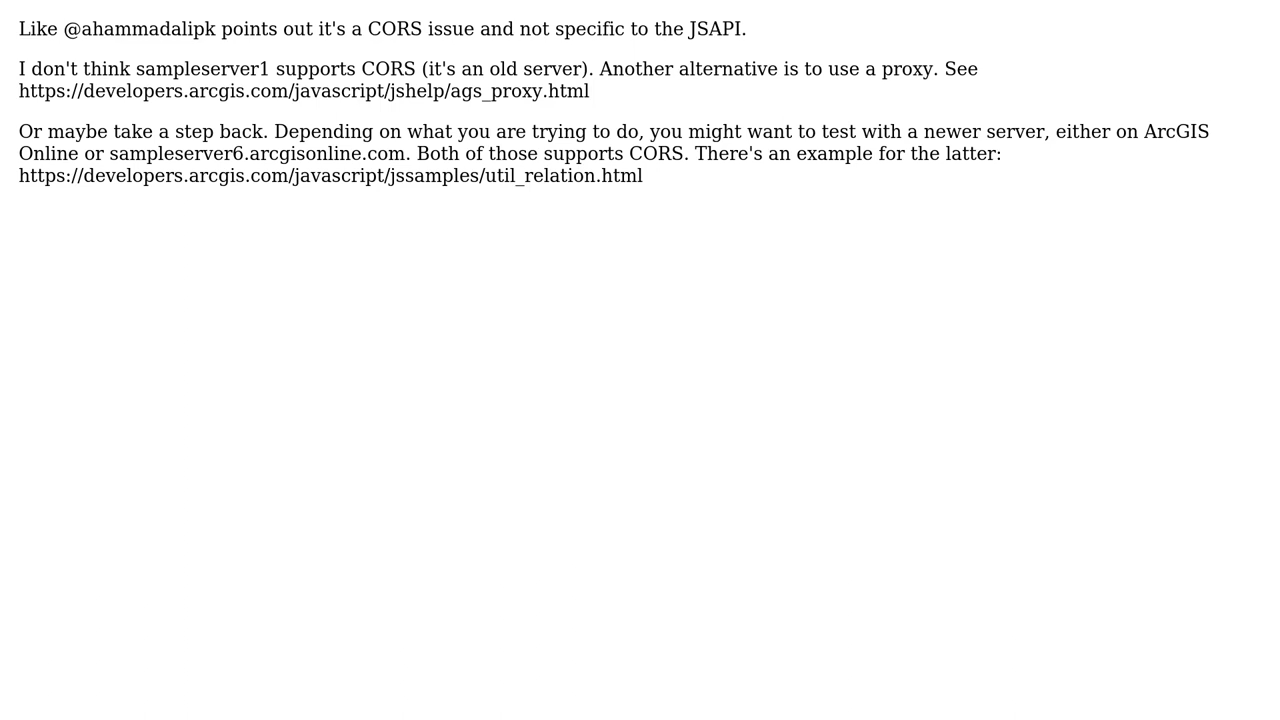 Like @ahammadalipk points out it's a CORS issue and not specific to the JSAPI.
I don't think sampleserver1 supports CORS (it's an old server). Another alternative is to use a proxy. See
https://developers.arcgis.com/javascript/jshelp/ags_proxy.html
Or maybe take a step back. Depending on what you are trying to do, you might want to test with a newer server, either on ArcGIS
Online or sampleserver6.arcgisonline.com. Both of those supports CORS. There's an example for the latter:
https://developers.arcgis.com/javascript/jssamples/util_relation.html